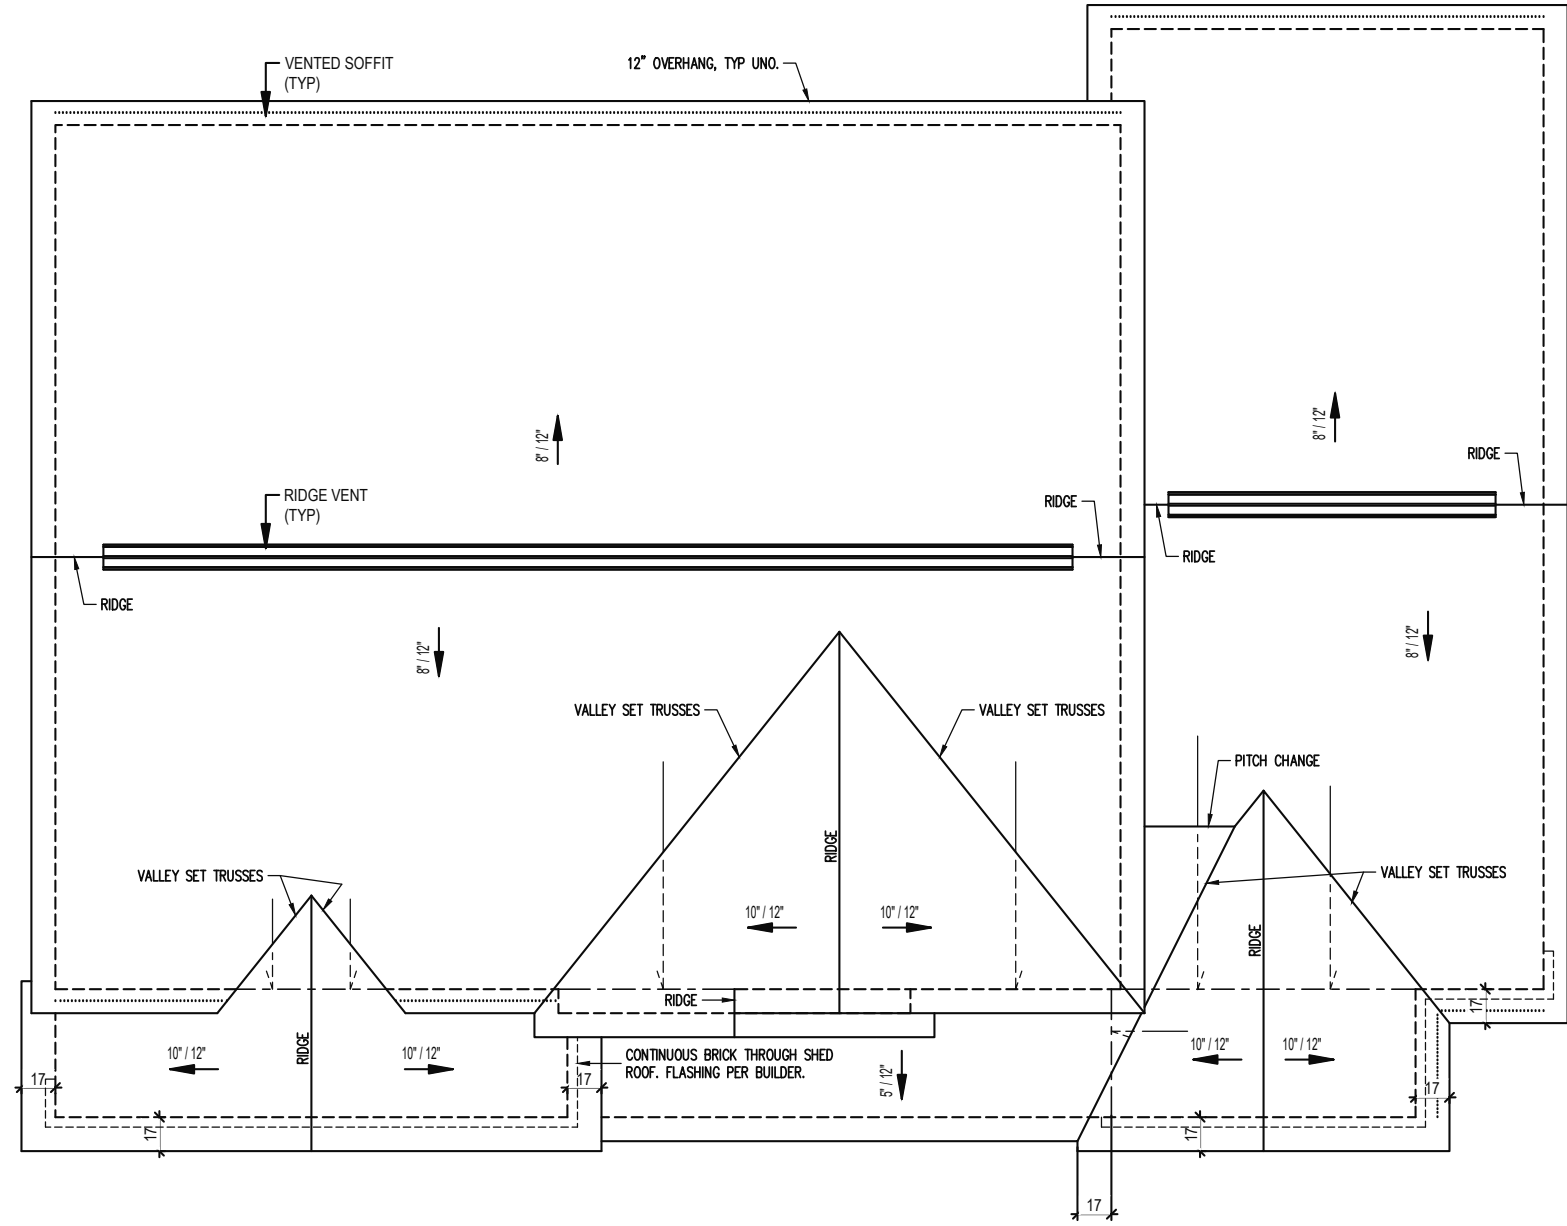 VENTED SOFFIT
(TYP)
12" OVERHANG, TYP UNO.
8" / 12"
8" / 12"
RIDGE
RIDGE VENT
(TYP)
RIDGE
RIDGE
RIDGE
8" / 12"
8" / 12"
VALLEY SET TRUSSES
VALLEY SET TRUSSES
PITCH CHANGE
RIDGE
VALLEY SET TRUSSES
VALLEY SET TRUSSES
10" / 12"
10" / 12"
RIDGE
RIDGE
17
RIDGE
10" / 12"
10" / 12"
CONTINUOUS BRICK THROUGH SHED
ROOF. FLASHING PER BUILDER.
10" / 12"
10" / 12"
17
17
5" / 12"
17
17
17
17